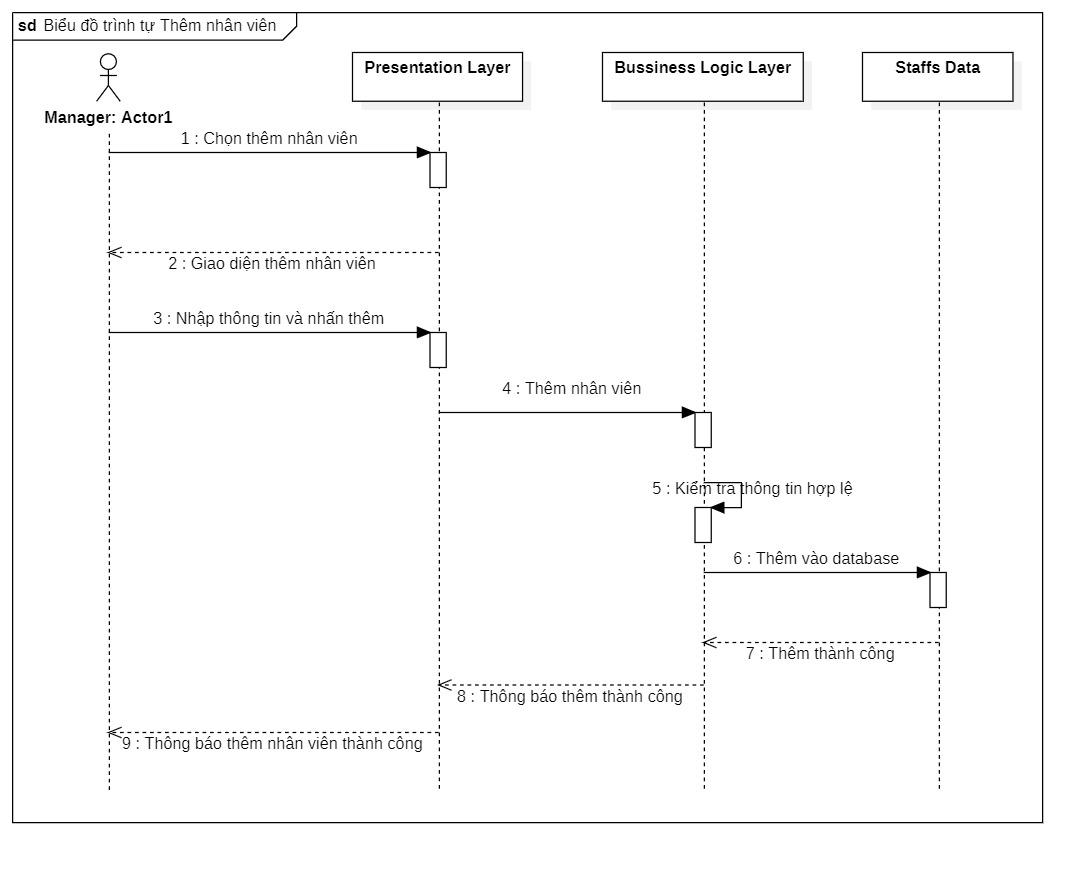 sd Biểu đồ trình tự Thêm nhân viên
Presentation Layer
Bussiness Logic Layer
Staffs Data
Manager: Actor1
1 : Chọn thêm nhân viên
2 : Giao diện thêm nhân viên
3 : Nhập thông tin và nhấn thêm
4 : Thêm nhân viên
5 : Kiểm tra thông tin hợp lệ
6 : Thêm vào database
7 : Thêm thành công
8 : Thông báo thêm thành công
9 : Thông báo thêm nhân viên thành công